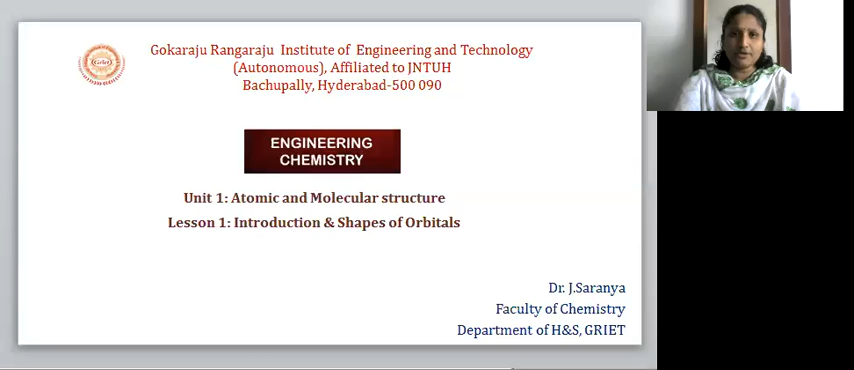 Gokaraju Rangaraju Institute of Engineering and Technology
(Autonomous), Affiliated to JNTUH
Bachupally, Hyderabad-500 090
ENGINEERING
CHEMISTRY
Unit 1: Atomic and Molecular structure
Lesson 1: Introduction & Shapes of Orbitals
Dr. J.Saranya
Faculty of Chemistry
Department of H&S, GRIET